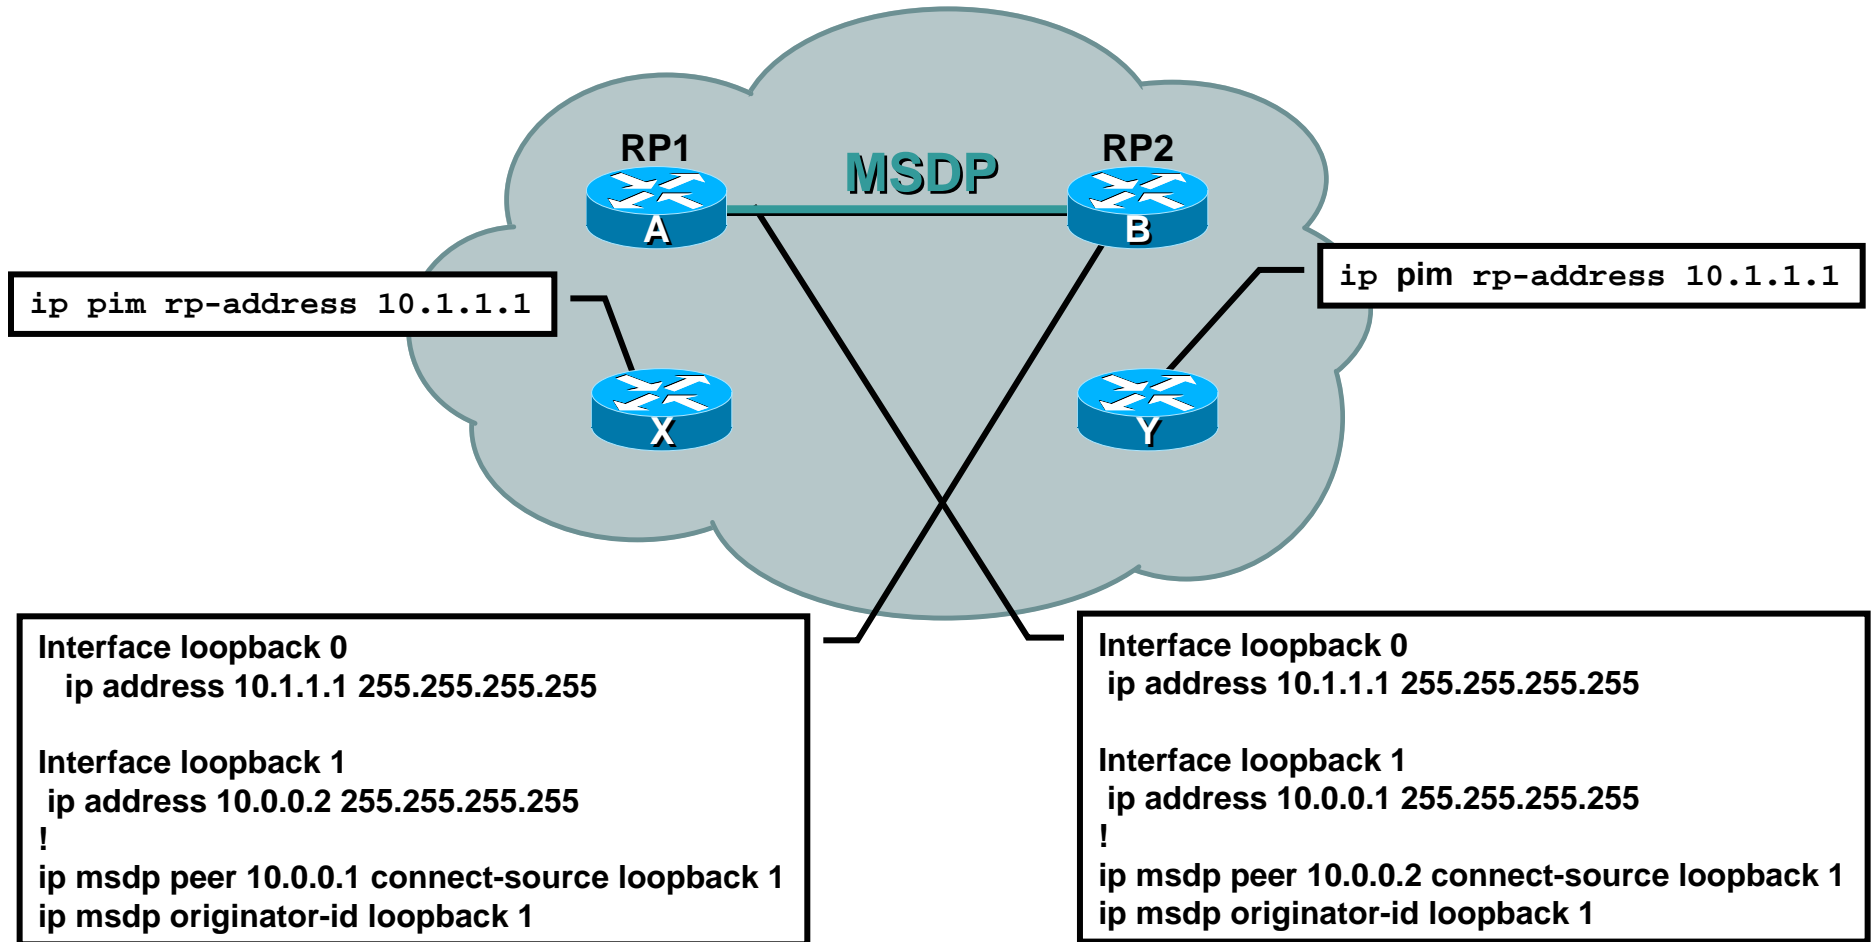 RP1
MSDP
RP2
A
B
ip pim rp-address 10.1.1.1
ip pim rp-address 10.1.1.1
X
Y
Interface loopback 0
ip address 10.1.1.1 255.255.255.255
Interface loopback 1
ip address 10.0.0.2 255.255.255.255
!
ip msdp peer 10.0.0.1 connect-source loopback 1
ip msdp originator-id loopback 1
Interface loopback 0
ip address 10.1.1.1 255.255.255.255
Interface loopback 1
ip address 10.0.0.1 255.255.255.255
!
ip msdp peer 10.0.0.2 connect-source loopback 1
ip msdp originator-id loopback 1